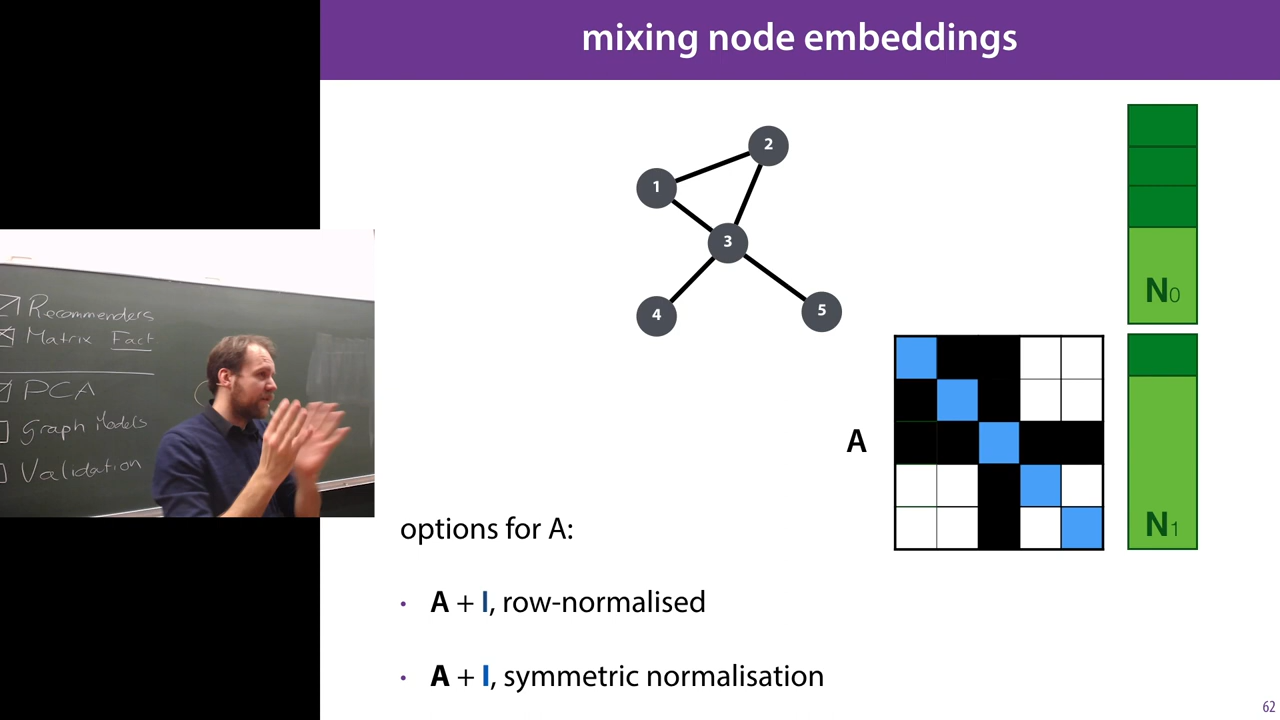 mixing node embeddings
2
1
3
4
5
N0
A
N1
Recommenders
Matrix Fact
PCA
Graph Models
Validation
options for A:
• A + I, row-normalised
• A + I, symmetric normalisation
62